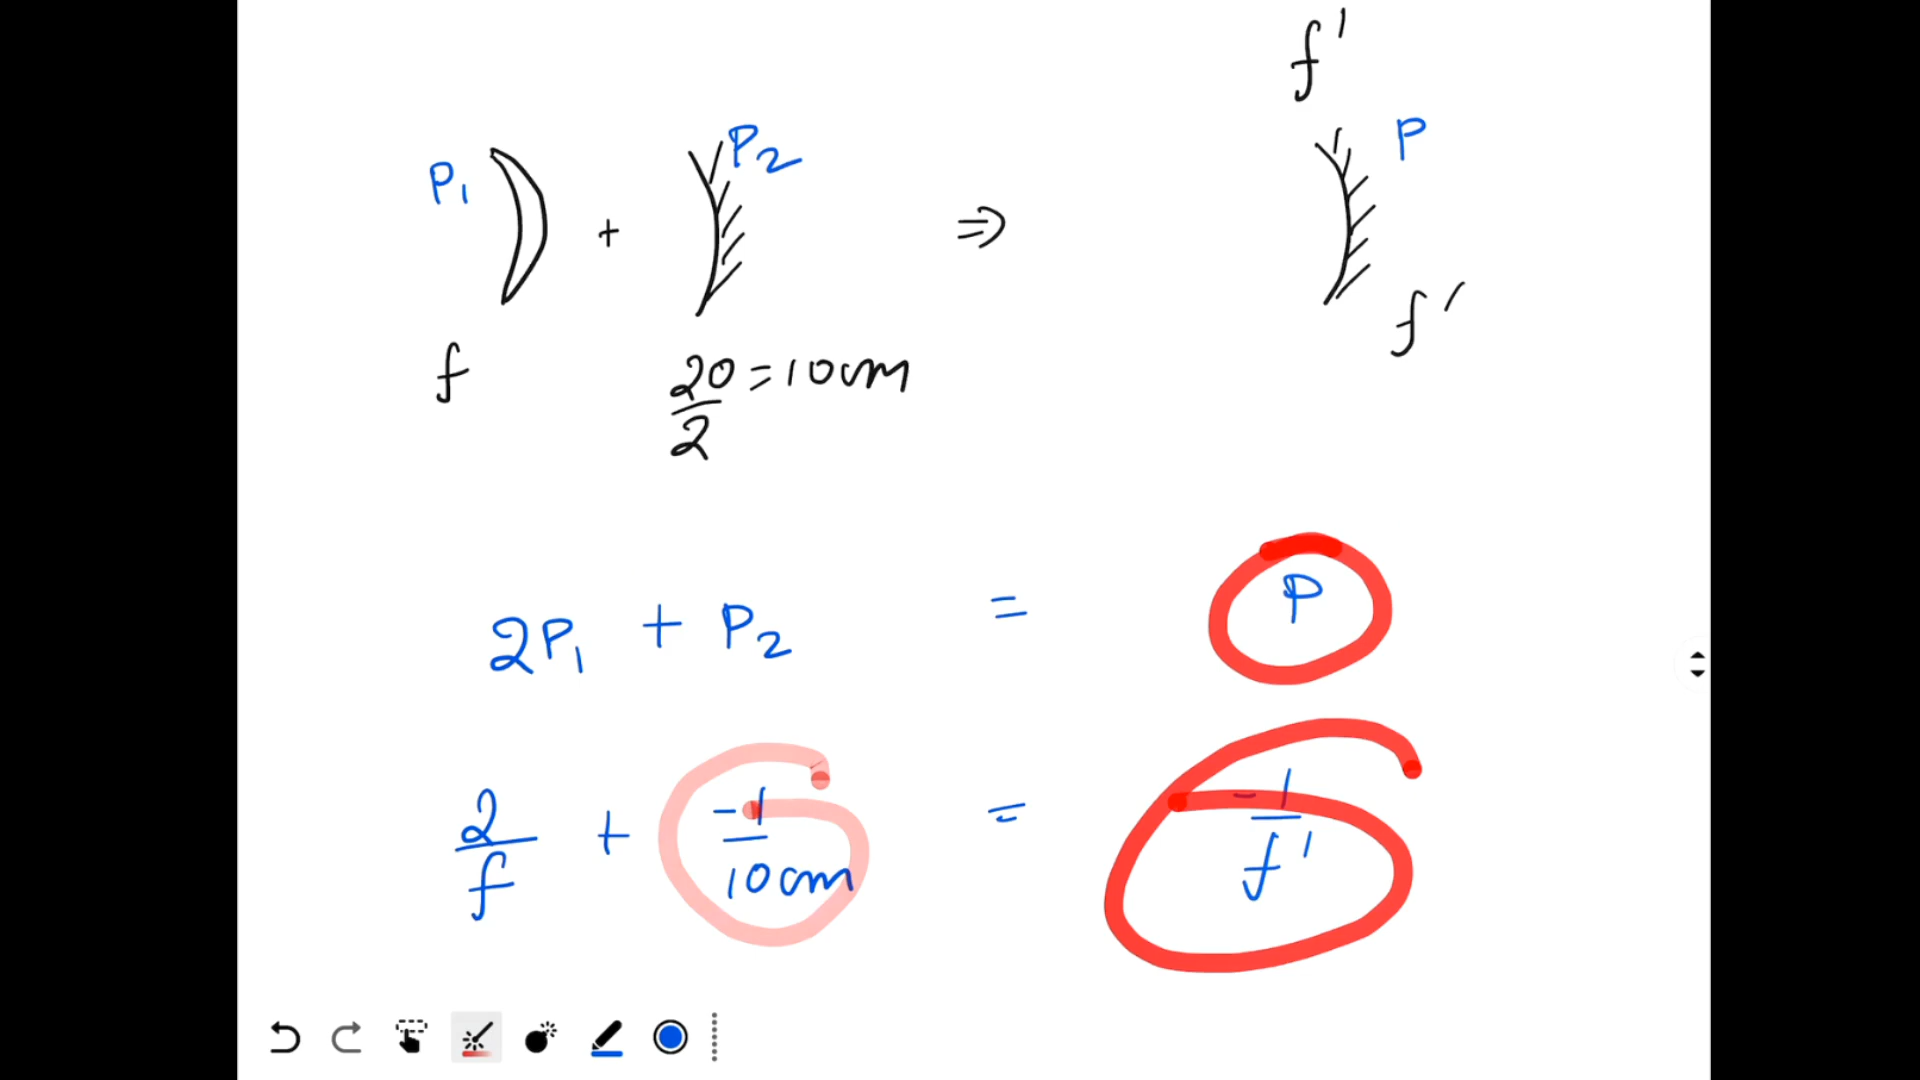 f'
P
P₁ + P₂ ⇒
f'
f 20/2 = 10cm
2P₁ + P₂ = P
2/f + -1/10cm = -1/f'